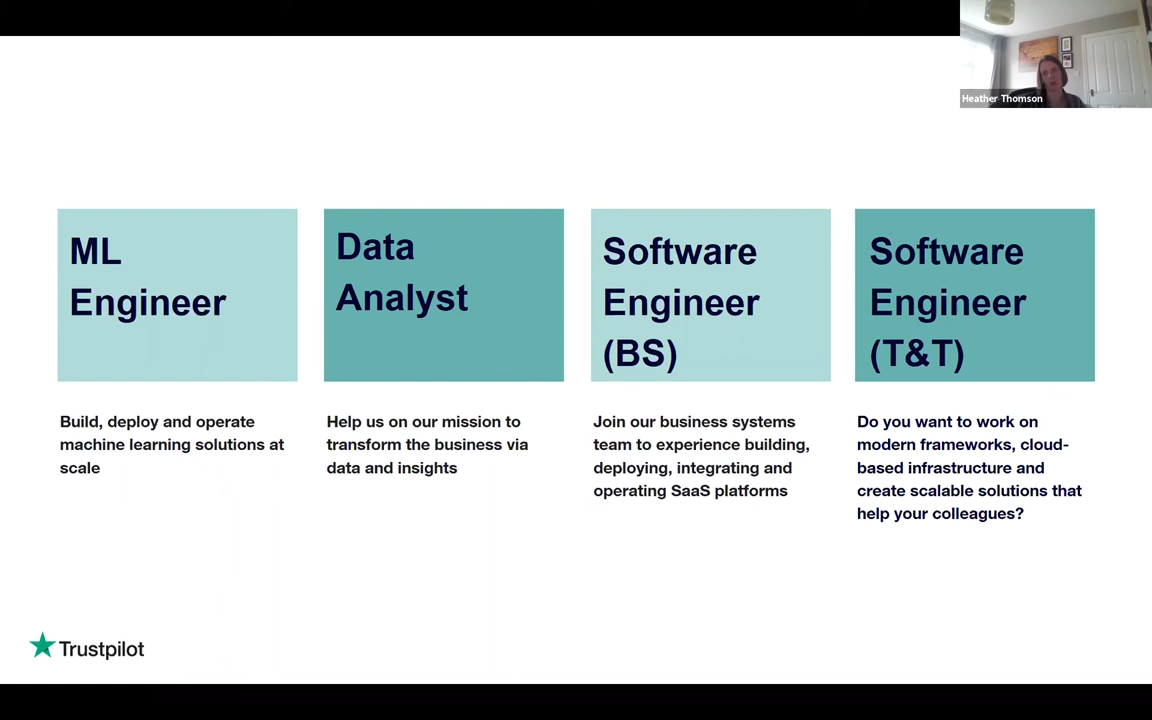 Heather Thomson
ML
Engineer
Data
Analyst
Software
Engineer
(BS)
Software
Engineer
(T&T)
Build, deploy and operate
machine learning solutions at
scale
Help us on our mission to
transform the business via
data and insights
Join our business systems
team to experience building,
deploying, integrating and
operating SaaS platforms
Do you want to work on
modern frameworks, cloud-
based infrastructure and
create scalable solutions that
help your colleagues?
Trustpilot